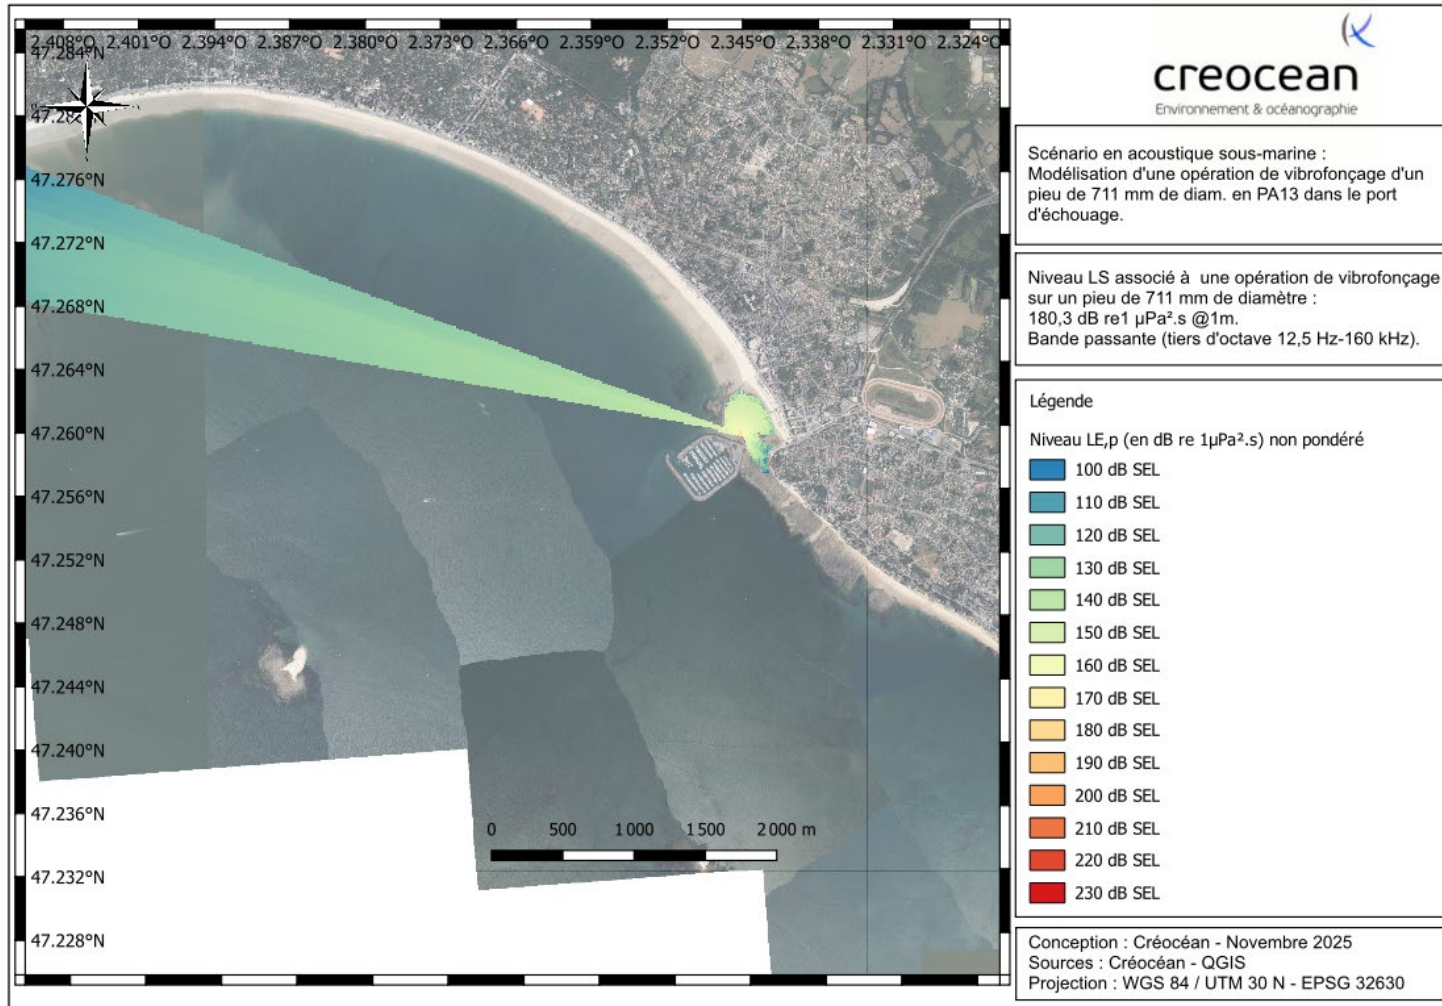 2.408°O 2.401°O 2.394°O 2.387°O 2.380°O 2.373°O 2.366°O 2.359°O 2.352°O 2.345°O 2.338°O 2.331°O 2.324°O
47.284°N
47.276°N
47.272°N
47.268°N
47.264°N
47.260°N
47.256°N
47.252°N
47.248°N
47.244°N
47.240°N
47.236°N
47.232°N
47.228°N
0 500 1 000 1 500 2 000 m
creocean
Environnement & océanographie
Scénario en acoustique sous-marine :
Modélisation d'une opération de vibrofonçage d'un
pieu de 711 mm de diam. en PA13 dans le port
d'échouage.
Niveau LS associé à une opération de vibrofonçage
sur un pieu de 711 mm de diamètre :
180,3 dB re1 µPa².s @1m.
Bande passante (tiers d'octave 12,5 Hz-160 kHz).
Légende
Niveau LE,p (en dB re 1µPa².s) non pondéré
100 dB SEL
110 dB SEL
120 dB SEL
130 dB SEL
140 dB SEL
150 dB SEL
160 dB SEL
170 dB SEL
180 dB SEL
190 dB SEL
200 dB SEL
210 dB SEL
220 dB SEL
230 dB SEL
Conception : Créocéan - Novembre 2025
Sources : Créocéan - QGIS
Projection : WGS 84 / UTM 30 N - EPSG 32630